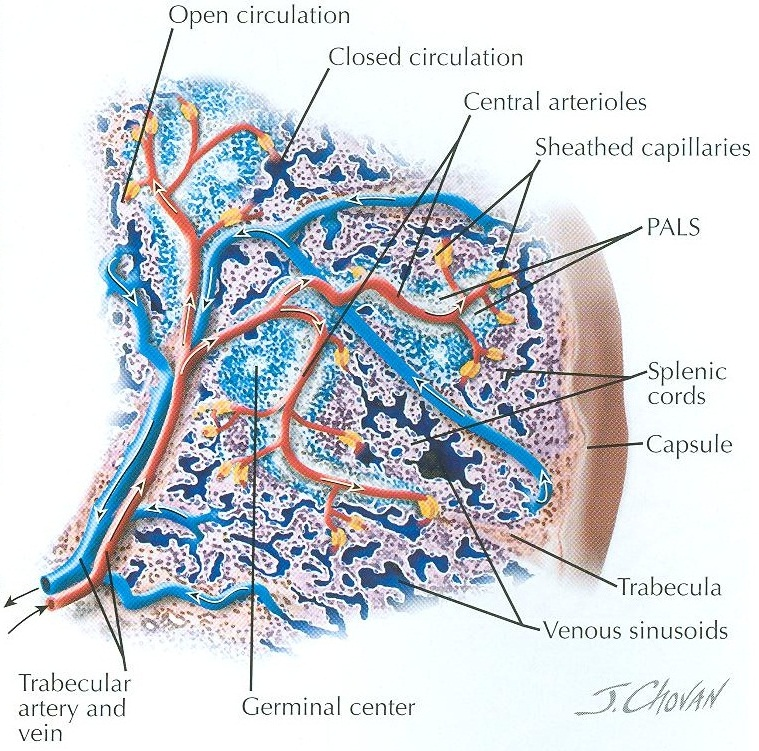 Open circulation
Closed circulation
Central arterioles
Sheathed capillaries
PALS
Splenic
cords
Capsule
Trabecula
Venous sinusoids
Germinal center
Trabecular
artery and
vein
J. CHOVAN